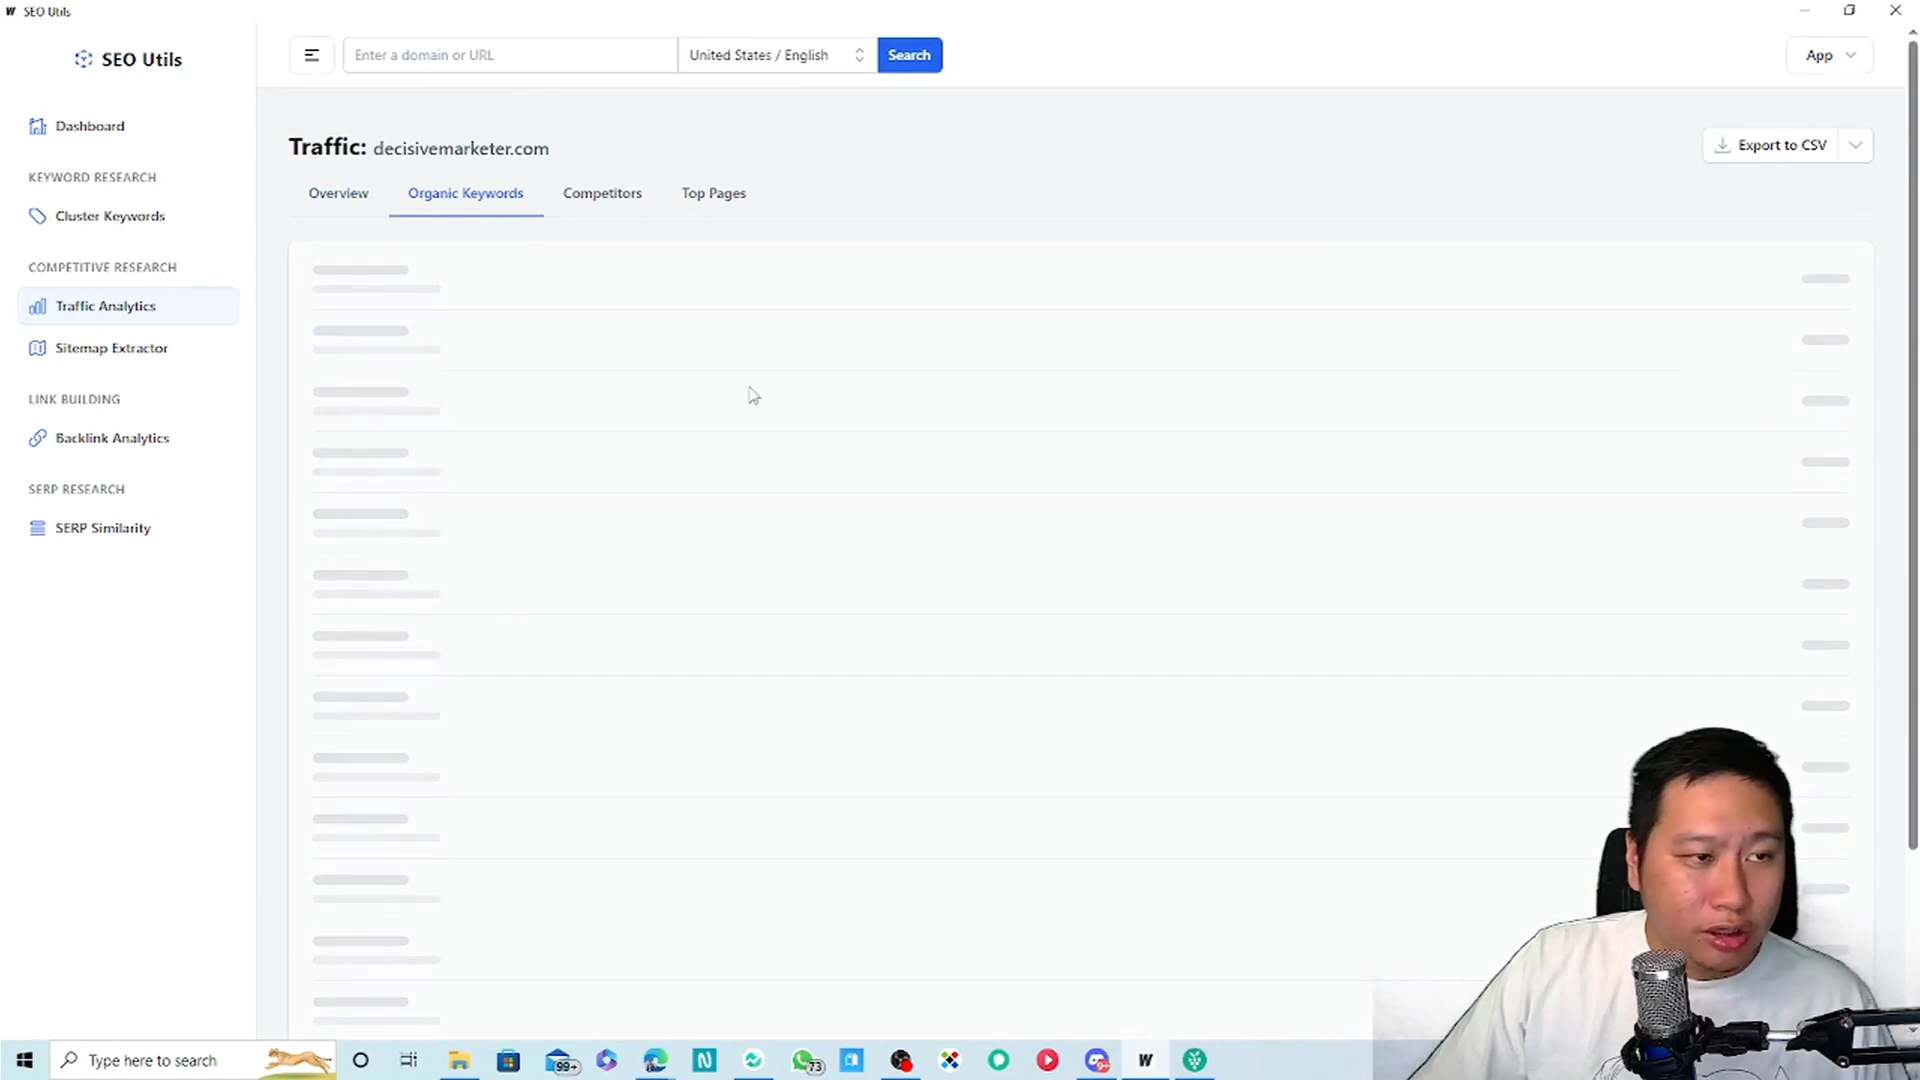 SEO Utils
SEO Utils
Enter a domain or URL
United States / English
Search
App
Dashboard
KEYWORD RESEARCH
Cluster Keywords
COMPETITIVE RESEARCH
Traffic Analytics
Sitemap Extractor
LINK BUILDING
Backlink Analytics
SERP RESEARCH
SERP Similarity
Traffic: decisivemarketer.com
Export to CSV
Overview
Organic Keywords
Competitors
Top Pages
Type here to search
99+
73